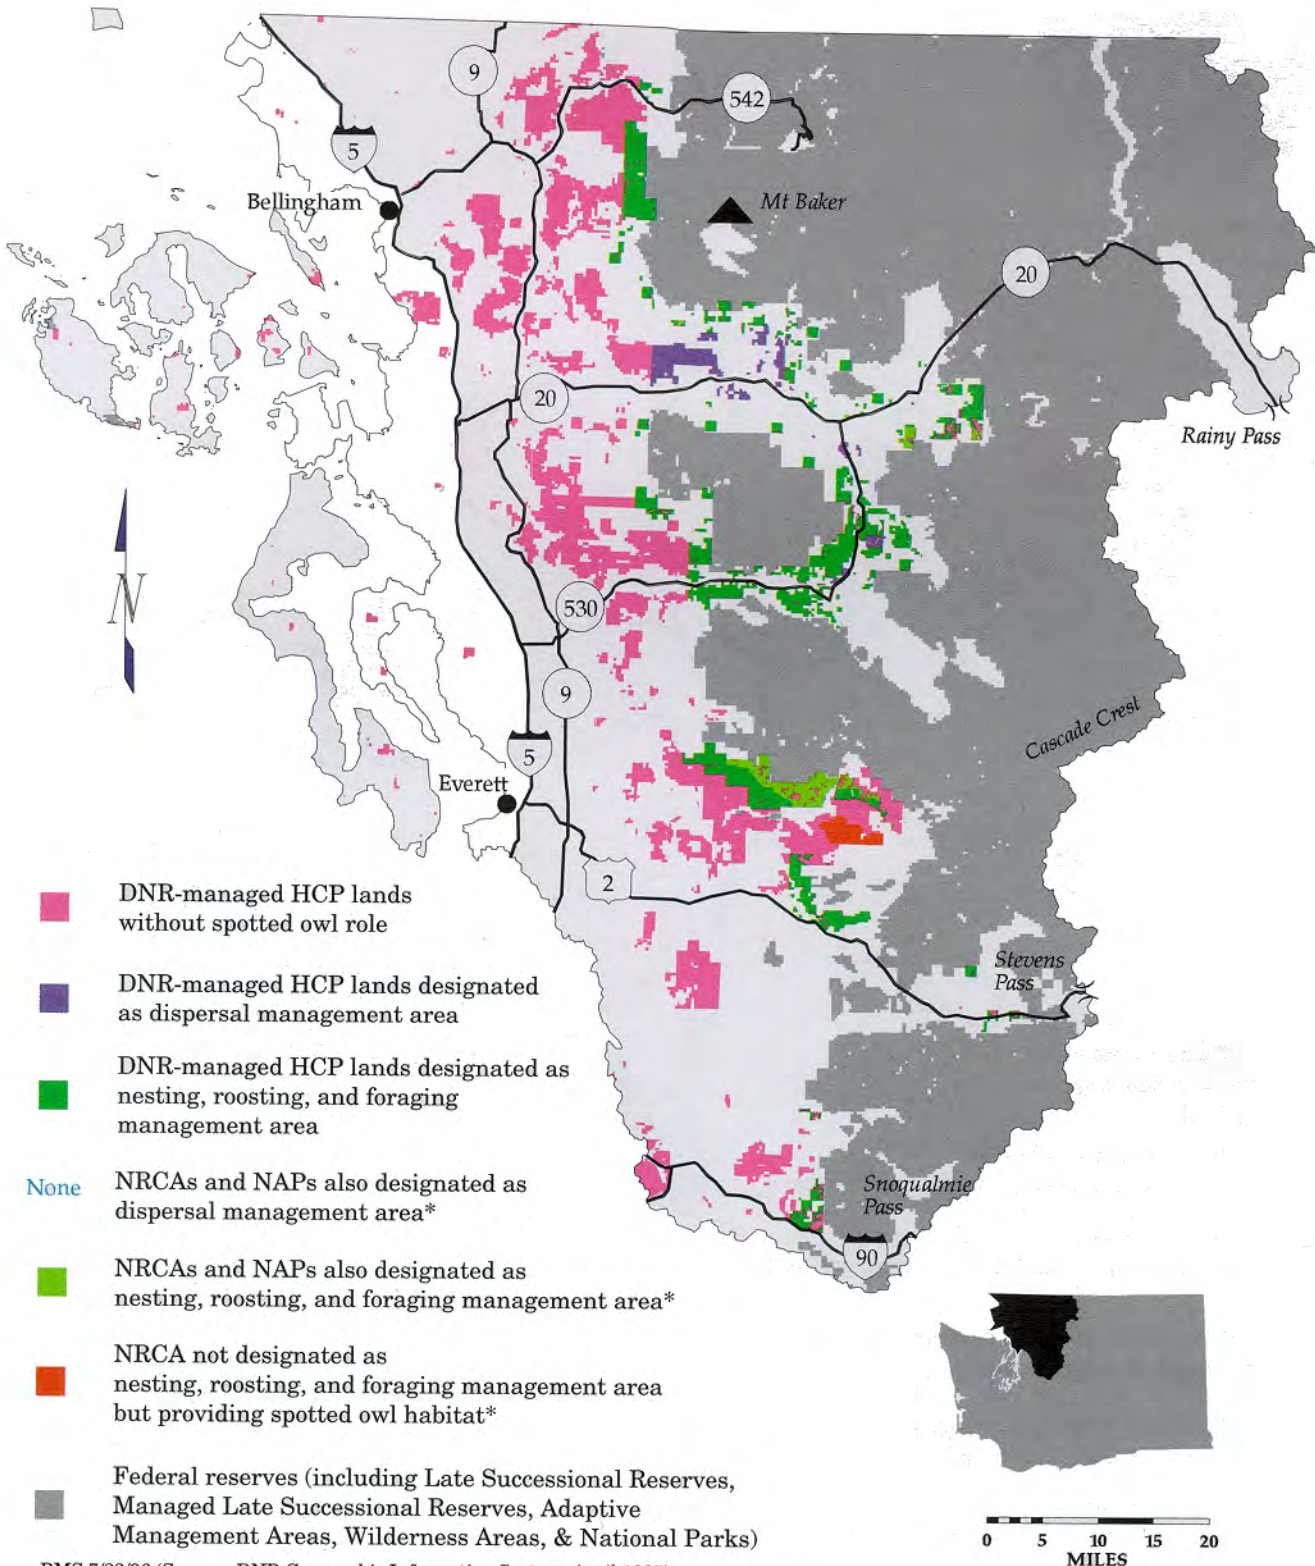 9
542
5
Bellingham
Mt Baker
20
20
Rainy Pass
N
530
9
Cascade Crest
5
Everett
2
DNR-managed HCP lands
without spotted owl role
Stevens
Pass
DNR-managed HCP lands designated
as dispersal management area
DNR-managed HCP lands designated as
nesting, roosting, and foraging
management area
None
NRCAs and NAPs also designated as
dispersal management area*
Snoqualmie
Pass
90
NRCAs and NAPs also designated as
nesting, roosting, and foraging management area*
NRCA not designated as
nesting, roosting, and foraging management area
but providing spotted owl habitat*
Federal reserves (including Late Successional Reserves,
Managed Late Successional Reserves, Adaptive
Management Areas, Wilderness Areas, & National Parks)
0 5 10 15 20
MILES